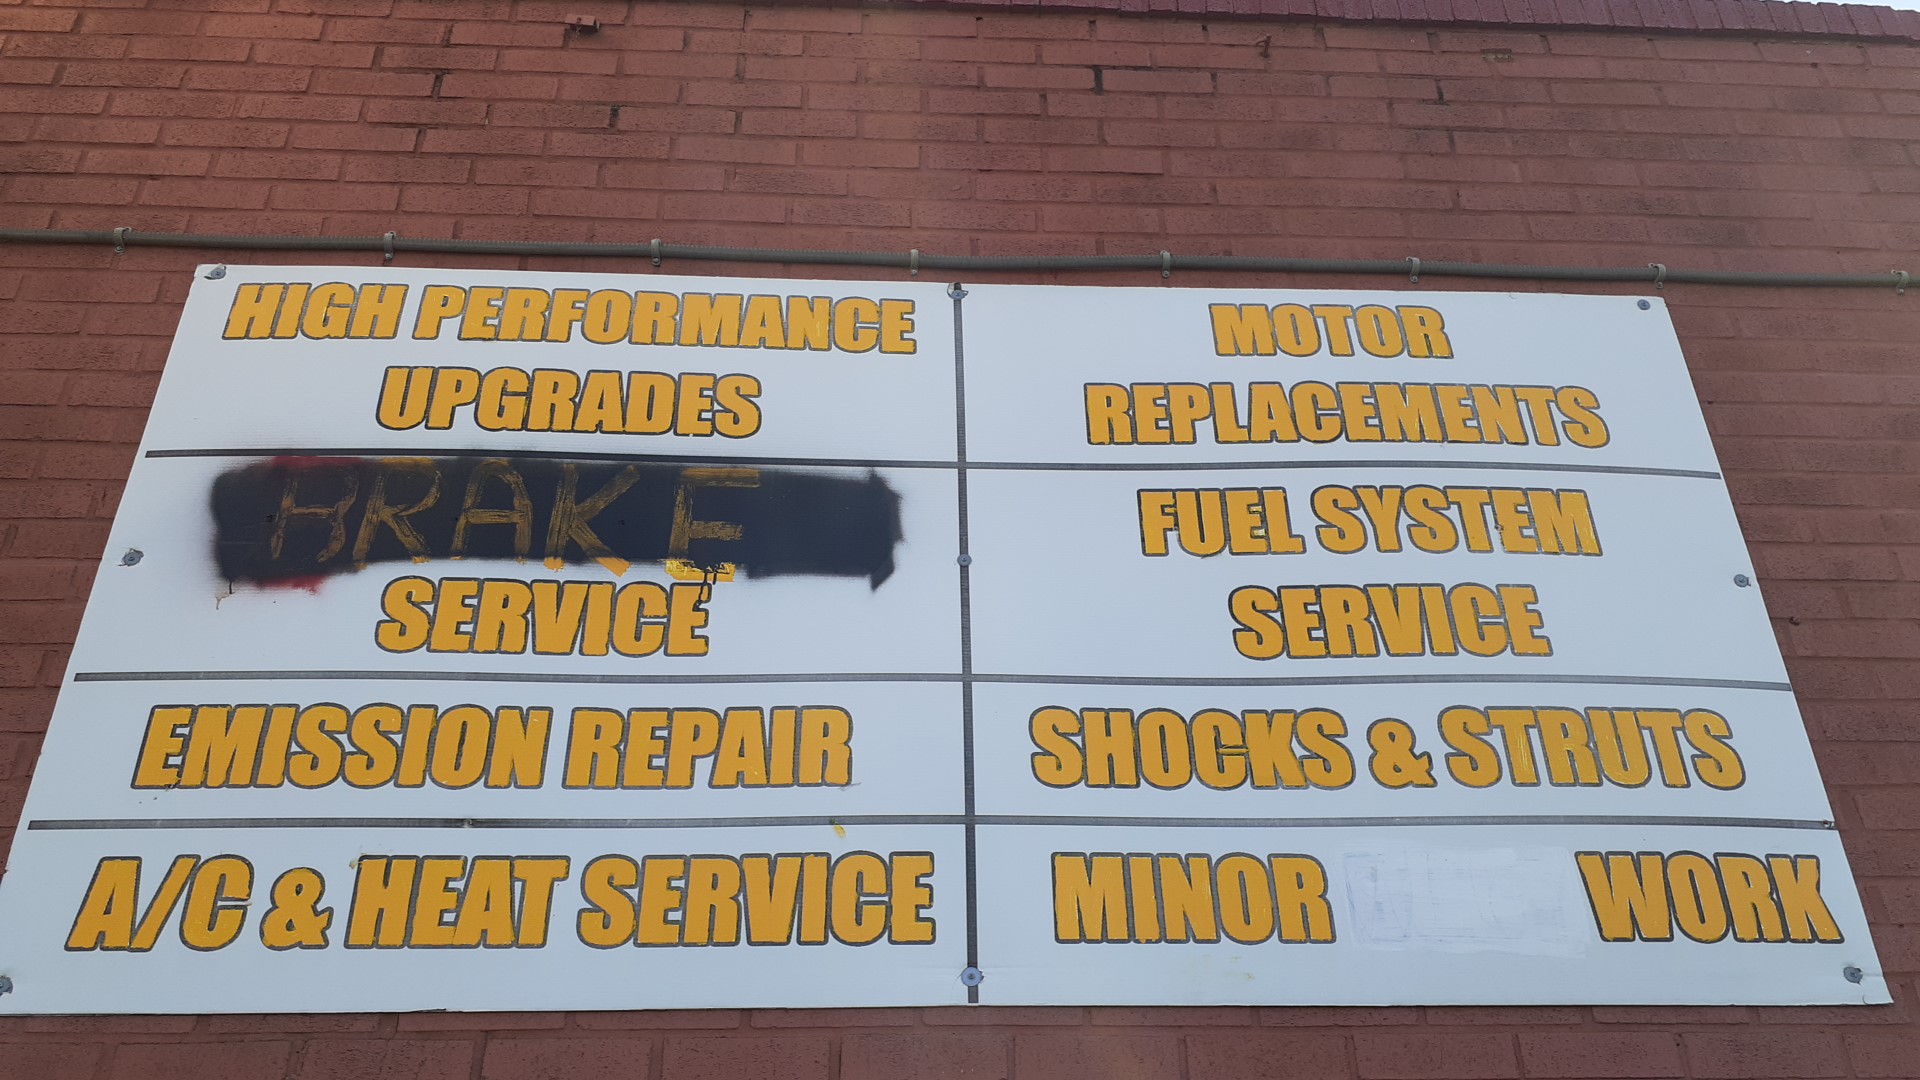 HIGH PERFORMANCE
UPGRADES
BRAKE
SERVICE
EMISSION REPAIR
A/C & HEAT SERVICE
MOTOR
REPLACEMENTS
FUEL SYSTEM
SERVICE
SHOCKS & STRUTS
MINOR WORK